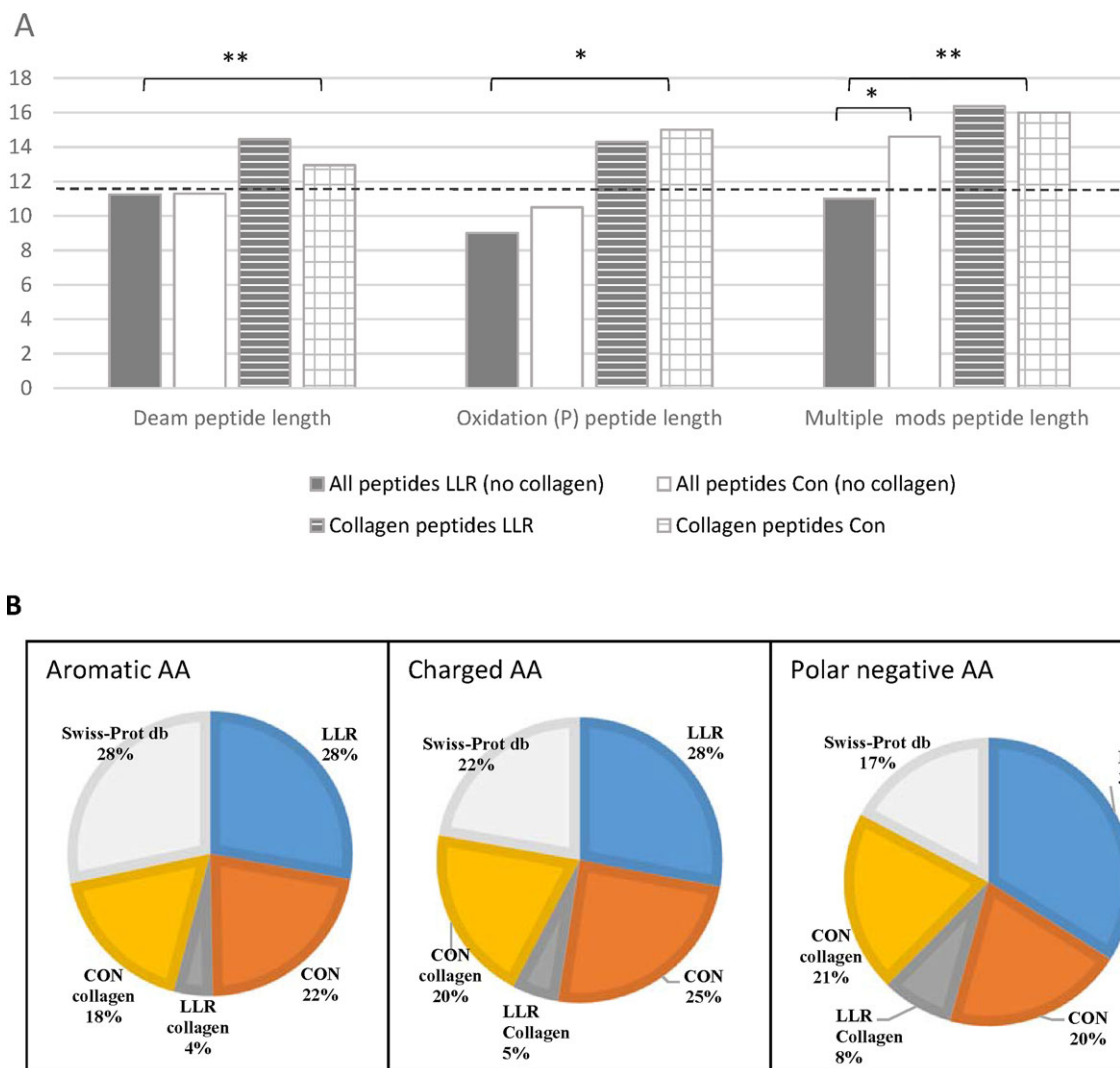 A
** * **
*
18
16
14
12
10
8
6
4
2
0
Deam peptide length Oxidation (P) peptide length Multiple mods peptide length
All peptides LLR (no collagen) All peptides Con (no collagen)
Collagen peptides LLR Collagen peptides Con
B
Aromatic AA
Swiss-Prot db
28%
LLR
28%
CON
collagen
18%
LLR
collagen
4%
CON
22%
Charged AA
Swiss-Prot db
22%
LLR
28%
CON
collagen
20%
LLR
Collagen
5%
CON
25%
Polar negative AA
Swiss-Prot db
17%
CON
collagen
21%
LLR
Collagen
8%
CON
20%